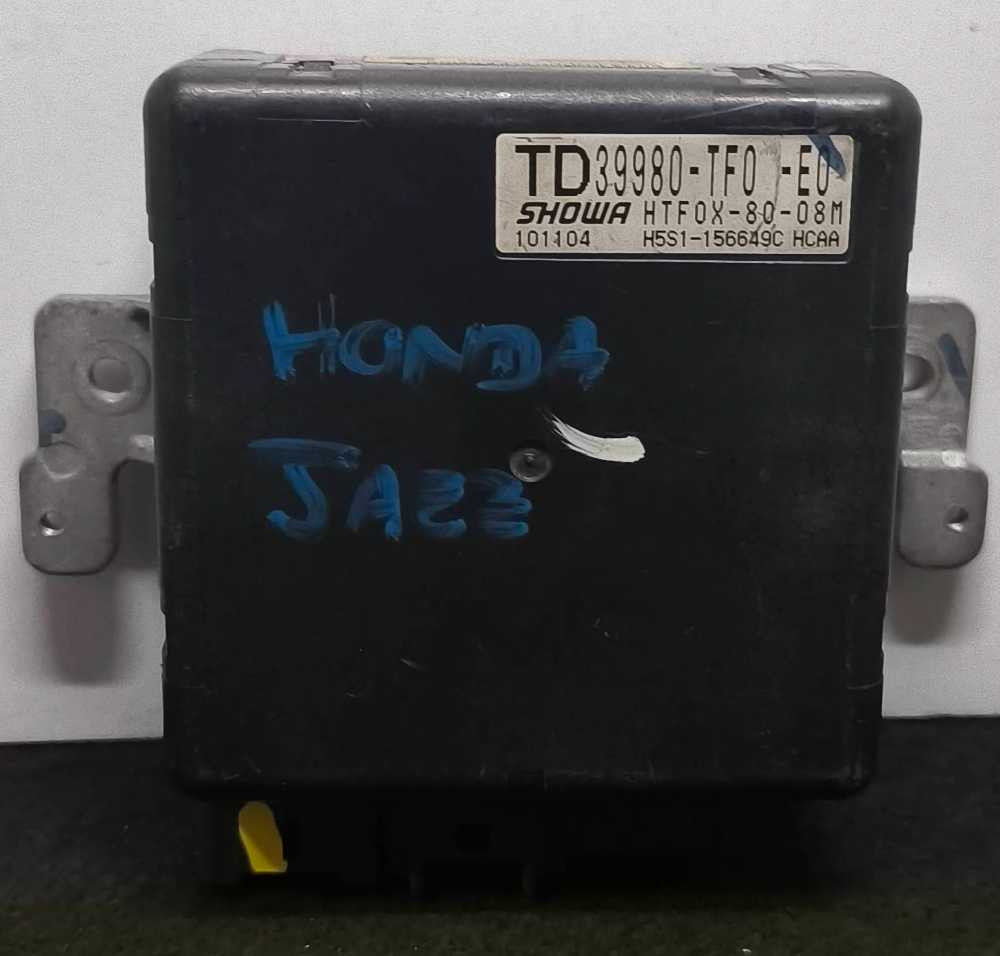 TD39980-TF0 -E0
SHOWA HTF0X-80-08M
101104 H5S1-156649C HCAA
HONDA
JAZZ